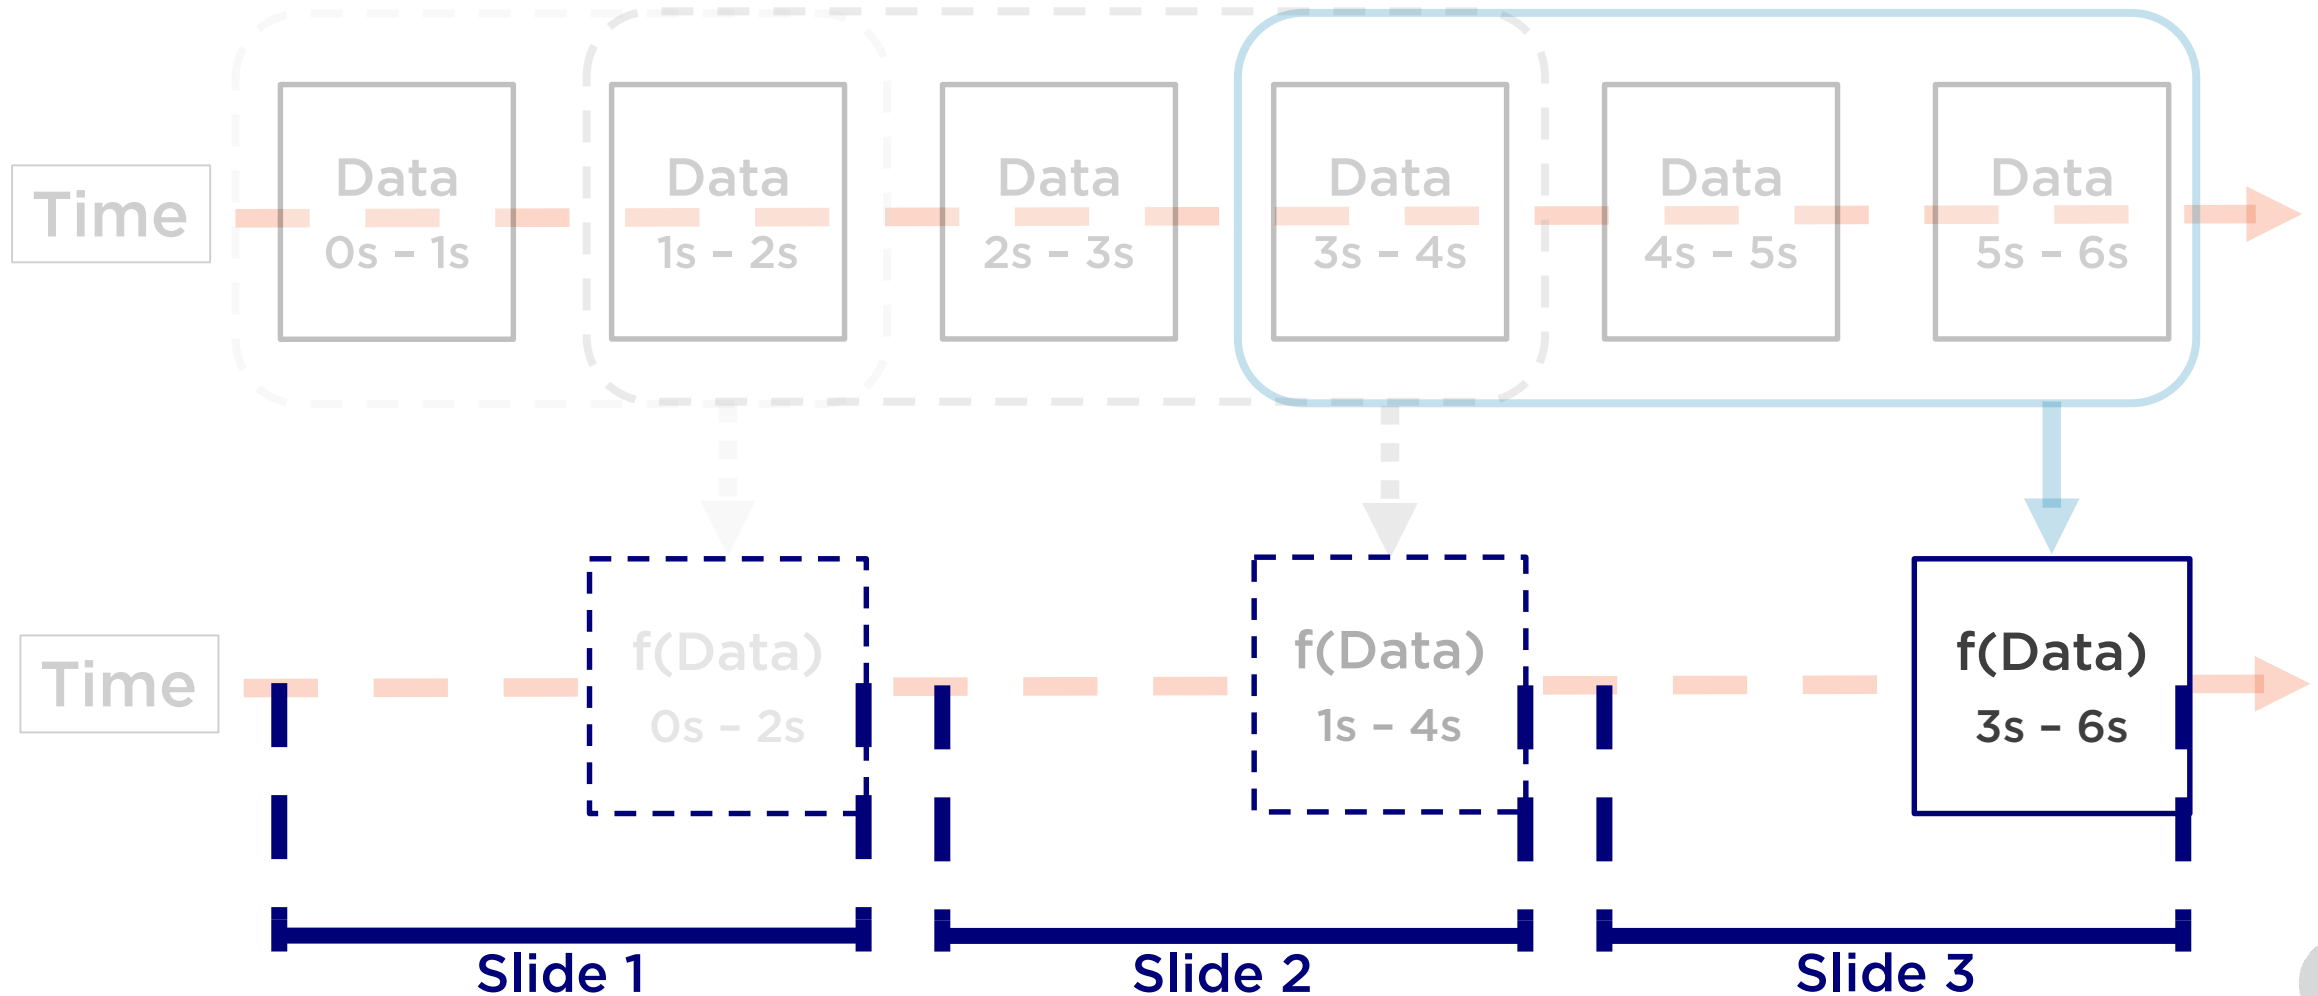 Time
Data
0s – 1s
Data
1s – 2s
Data
2s – 3s
Data
3s – 4s
Data
4s – 5s
Data
5s – 6s
Time
f(Data)
0s – 2s
f(Data)
1s – 4s
f(Data)
3s – 6s
Slide 1
Slide 2
Slide 3